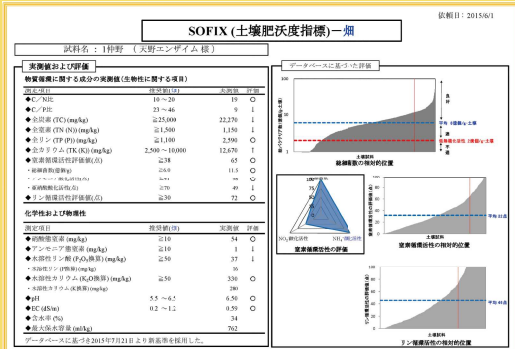 依頼日：2015/6/1
SOFIX (土壌肥沃度指標)－畑
試料名 ： 1仲野 （ 天野エンザイム 様 ）
実測値および評価
物質循環に関する成分の実測値（生物性に関する項目）
測定項目 推奨値(畑) 実測値 評価
◆C／N比 10 ～ 20 19 ○
◆C／P比 23 ～ 46 9 ↓
◆全炭素 (TC) (mg/kg) ≧25,000 22,270 ↓
◆全窒素 (TN (N)) (mg/kg) ≧1,500 1,150 ↓
◆全リン (TP (P)) (mg/kg) ≧1,100 2,590 ○
◆全カリウム (TK(K)) (mg/kg) 2,500 ~ 10,000 12,670 ↑
◆窒素循環活性評価値(点) ≧38 65 ○
・総細菌数(億個/g) ≧6.0 11.5 ○
・亜硝酸酸化活性(点) ≧70 49 ↓
◆リン循環活性評価値(点) ≧30 72 ○
化学性および物理性
測定項目 推奨値(畑) 実測値 評価
◆硝酸態窒素 (mg/kg) ≧10 54 ○
◆アンモニア態窒素 (mg/kg) ≧10 1 ↓
◆水溶性リン酸 (P₂O₅換算) (mg/kg) ≧50 37 ↓
・水溶性リン (P換算) (mg/kg) 16
◆水溶性カリウム (K₂O換算) (mg/kg) ≧50 330 ○
・水溶性カリウム (K換算) (mg/kg) 280
◆pH 5.5 ～ 6.5 6.50 ○
◆EC (dS/m) 0.2 ～ 1.2 0.59 ○
◆含水率 (%) 34
◆最大保水容量 (ml/kg) 762
データベースに基づき2015年7月21日より新基準を採用した。
データベースに基づいた評価
土壌試料
総細菌数の相対的位置
100
NO₂⁻酸化活性
NH₄⁺酸化活性
窒素循環活性の評価
土壌試料
窒素循環活性の相対的位置
土壌試料
リン循環活性の相対的位置